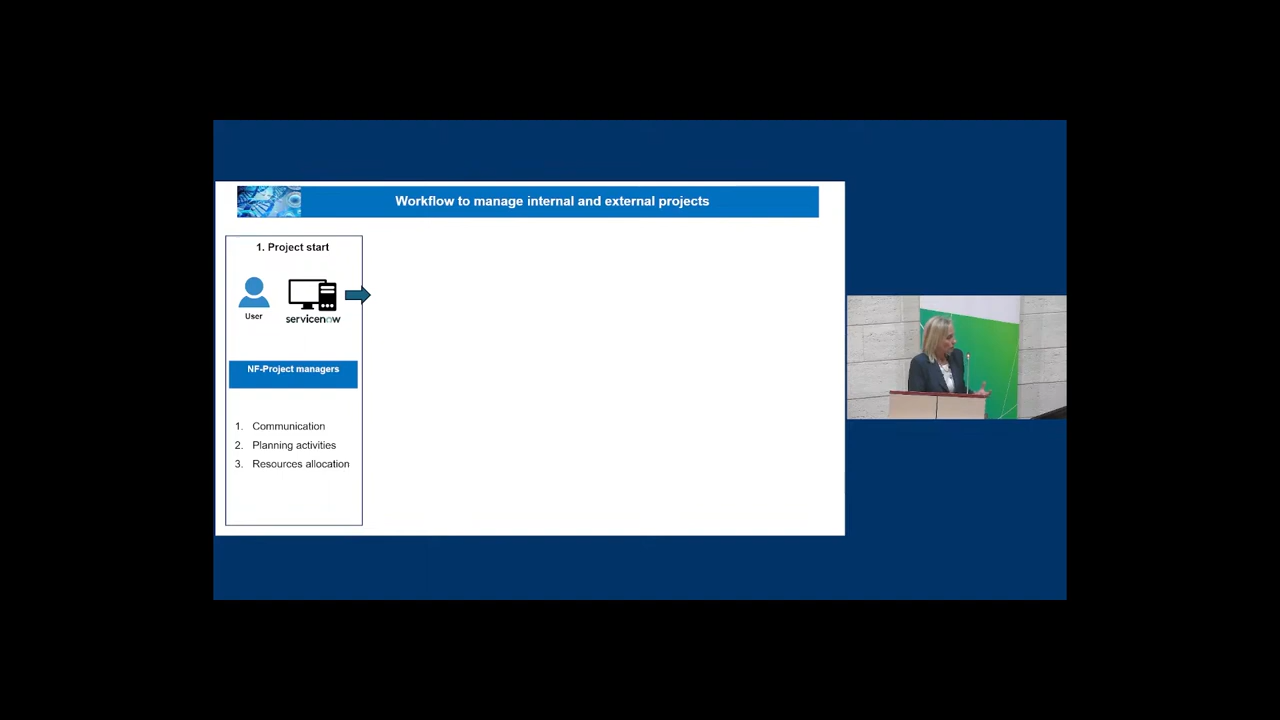 Workflow to manage internal and external projects
1. Project start
User
servicenow
NF-Project managers
1. Communication
2. Planning activities
3. Resources allocation